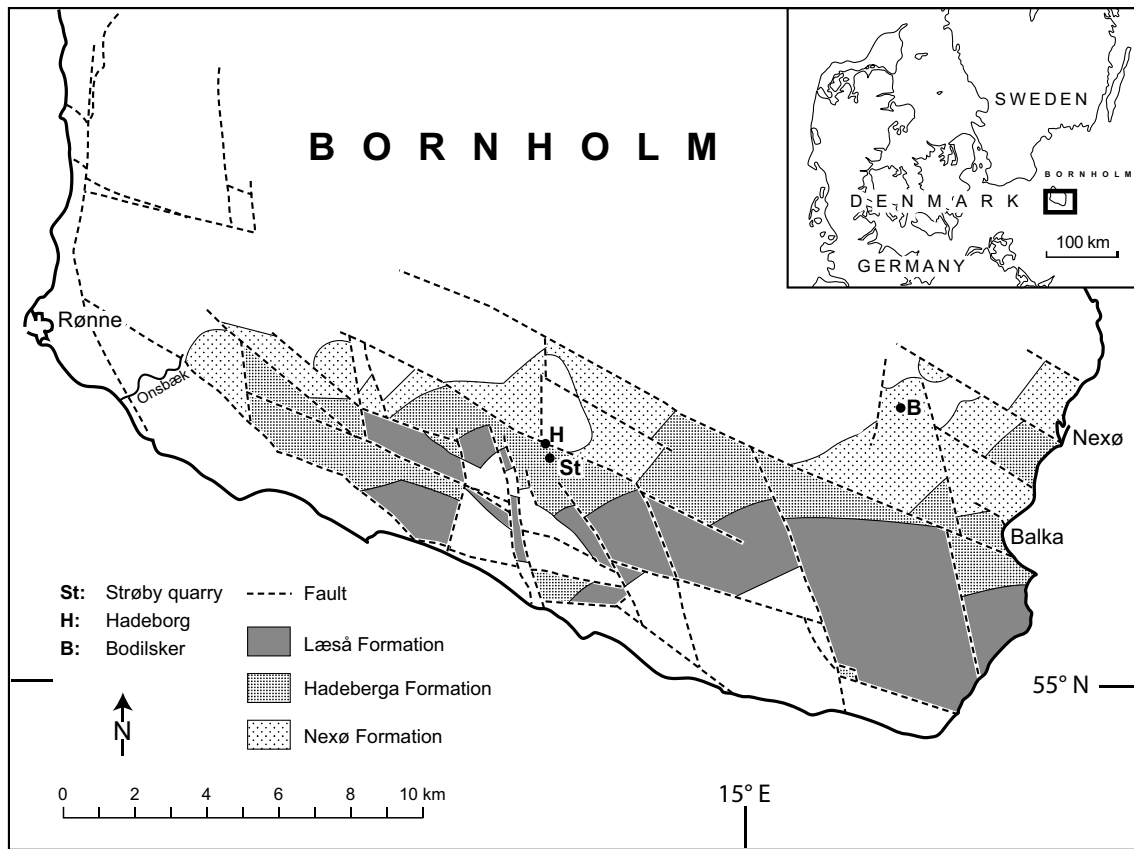 BORNHOLM
SWEDEN
BORNHOLM
DENMARK
100 km
GERMANY
Rønne
Onsbæk
B
H
St
Nexø
Balka
St: Strøby quarry
H: Hadeborg
B: Bodilsker
Fault
Læså Formation
Hadeberga Formation
Nexø Formation
N
55° N
15° E
0 2 4 6 8 10 km